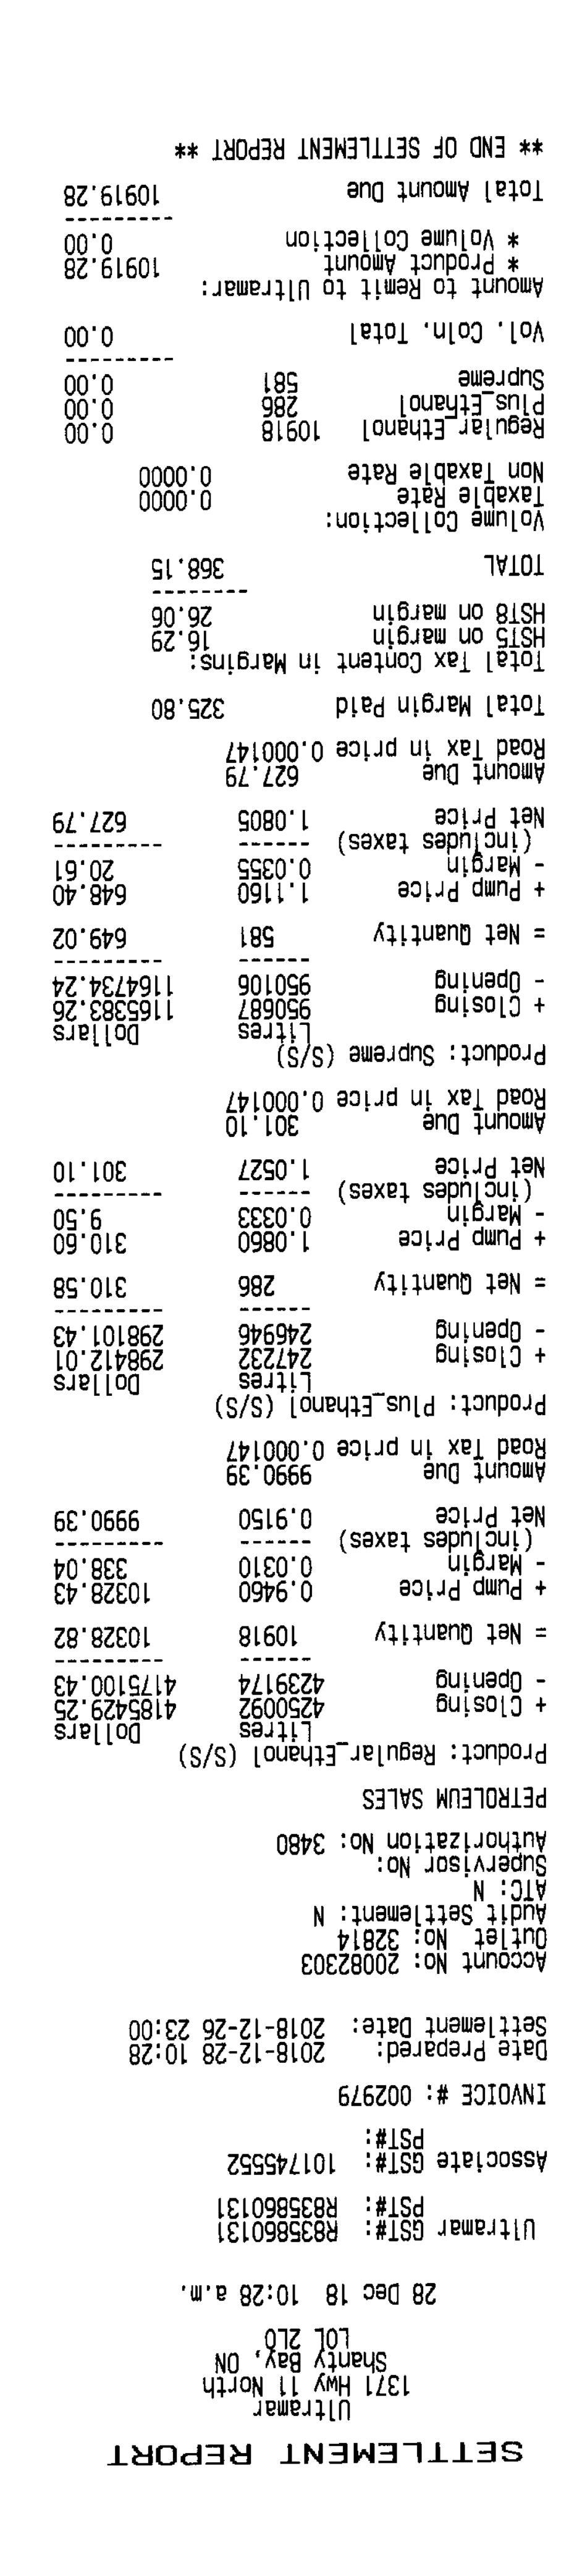 SETTLEMENT REPORT
Ultramar
1371 Hwy 11 North
Shanty Bay, ON
L0L 2L0
28 Dec 18 10:28 a.m.
Ultramar GST#: R835860131
PST#: R835860131
Associate GST#: 101745552
PST#:
INVOICE #: 002979
Date Prepared: 2018-12-28 10:28
Settlement Date: 2018-12-26 23:00
Account No: 20082303
Outlet No: 32814
Audit Settlement: N
ATC: N
Supervisor No:
Authorization No: 3480
PETROLEUM SALES
Product: Regular_Ethanol (S/S)
Litres Dollars
+ Closing 4250092 4185429.25
- Opening 4239174 4175100.43
------ ---------
= Net Quantity 10918 10328.82
+ Pump Price 0.9460 10328.43
- Margin 0.0310 338.04
(includes taxes) ------ ---------
Net Price 0.9150 9990.39
Amount Due 9990.39
Road Tax in price 0.000147
Product: Plus_Ethanol (S/S)
Litres Dollars
+ Closing 247232 298412.01
- Opening 246946 298101.43
------ ---------
= Net Quantity 286 310.58
+ Pump Price 1.0860 310.60
- Margin 0.0333 9.50
(includes taxes) ------ ---------
Net Price 1.0527 301.10
Amount Due 301.10
Road Tax in price 0.000147
Product: Supreme (S/S)
Litres Dollars
+ Closing 950687 1165383.26
- Opening 950106 1164734.24
------ ---------
= Net Quantity 581 649.02
+ Pump Price 1.1160 648.40
- Margin 0.0355 20.61
(includes taxes) ------ ---------
Net Price 1.0805 627.79
Amount Due 627.79
Road Tax in price 0.000147
Total Margin Paid 325.80
Total Tax Content in Margins:
HST5 on margin 16.29
HST8 on margin 26.06
--------
TOTAL 368.15
Volume Collection:
Taxable Rate 0.0000
Non Taxable Rate 0.0000
Regular_Ethanol 10918 0.00
Plus_Ethanol 286 0.00
Supreme 581 0.00
---------
Vol. Coln. Total 0.00
Amount to Remit to Ultramar:
* Product Amount 10919.28
* Volume Collection 0.00
---------
Total Amount Due 10919.28
** END OF SETTLEMENT REPORT **